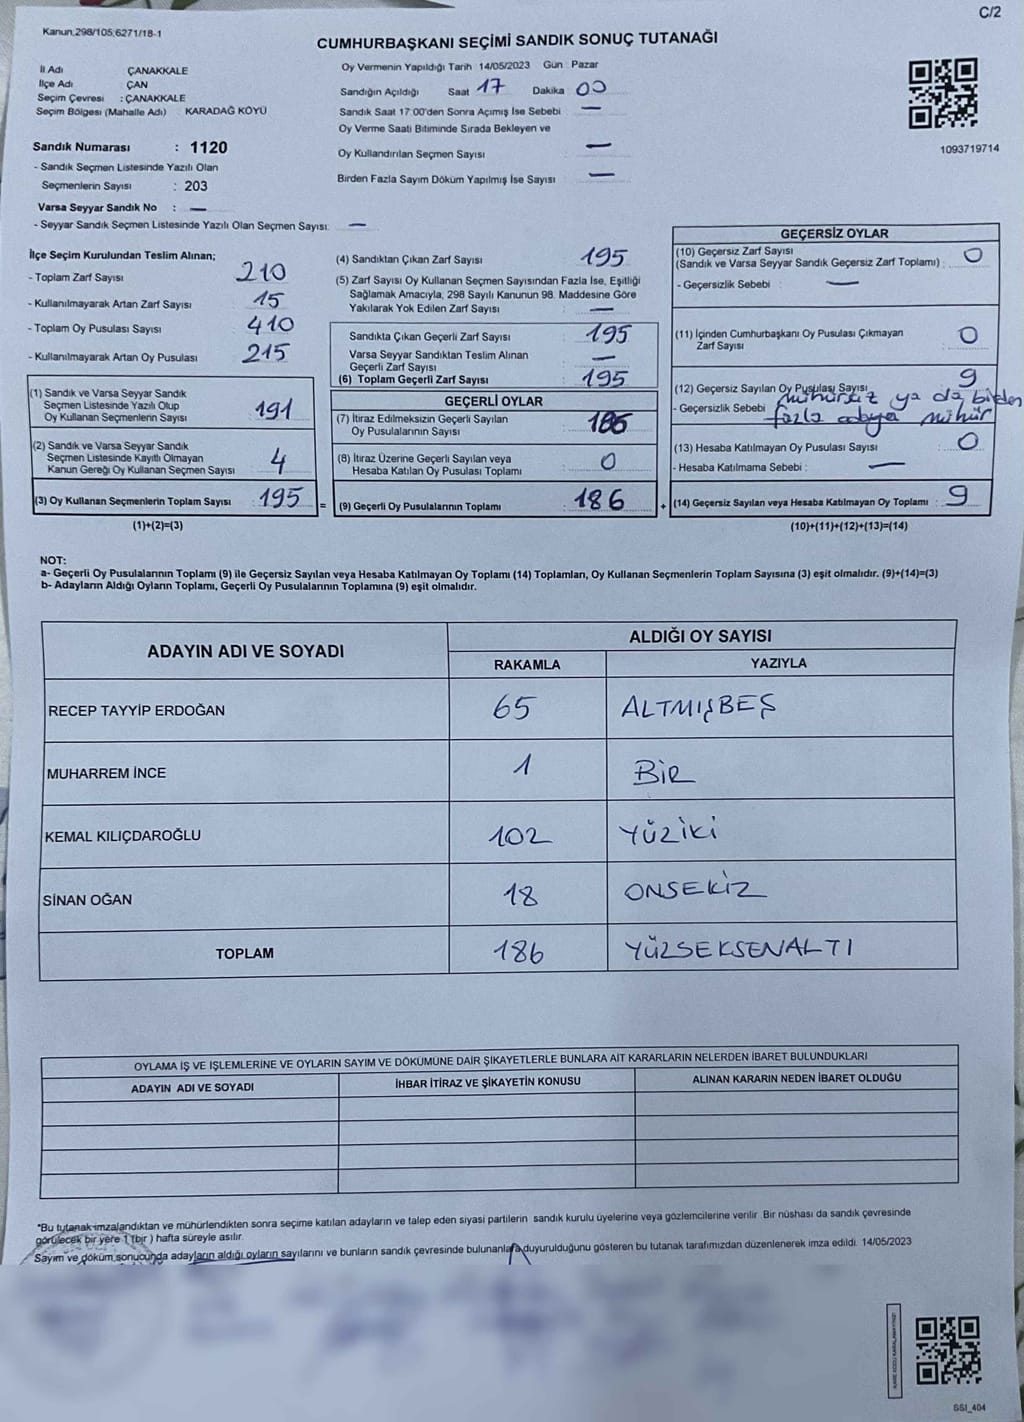 C/2
Kanun,298/105;6271/18-1
CUMHURBAŞKANI SEÇİMİ SANDIK SONUÇ TUTANAĞI
İl Adı ÇANAKKALE
İlçe Adı ÇAN
Seçim Çevresi : ÇANAKKALE
Seçim Bölgesi (Mahalle Adı) KARADAĞ KÖYÜ
Oy Vermenin Yapıldığı Tarih : 14/05/2023 Gün : Pazar
Sandığın Açıldığı Saat 17 Dakika : 00
Sandık Saat 17:00'den Sonra Açımış İse Sebebi : —
Oy Verme Saati Bitiminde Sırada Bekleyen ve
Oy Kullandırılan Seçmen Sayısı : —
Birden Fazla Sayım Döküm Yapılmış İse Sayısı : —
1093719714
Sandık Numarası : 1120
- Sandık Seçmen Listesinde Yazılı Olan
Seçmenlerin Sayısı : 203
Varsa Seyyar Sandık No : —
- Seyyar Sandık Seçmen Listesinde Yazılı Olan Seçmen Sayısı: —
İlçe Seçim Kurulundan Teslim Alınan;
- Toplam Zarf Sayısı 210
- Kullanılmayarak Artan Zarf Sayısı 15
- Toplam Oy Pusulası Sayısı 410
- Kullanılmayarak Artan Oy Pusulası 215
(1) Sandık ve Varsa Seyyar Sandık
Seçmen Listesinde Yazılı Olup
Oy Kullanan Seçmenlerin Sayısı 191
(2) Sandık ve Varsa Seyyar Sandık
Seçmen Listesinde Kayıtlı Olmayan
Kanun Gereği Oy Kullanan Seçmen Sayısı 4
(3) Oy Kullanan Seçmenlerin Toplam Sayısı : 195 =
(1)+(2)=(3)
(4) Sandıktan Çıkan Zarf Sayısı 195
(5) Zarf Sayısı Oy Kullanan Seçmen Sayısından Fazla İse, Eşitliği
Sağlamak Amacıyla, 298 Sayılı Kanunun 98. Maddesine Göre
Yakılarak Yok Edilen Zarf Sayısı : —
Sandıkta Çıkan Geçerli Zarf Sayısı : 195
Varsa Seyyar Sandıktan Teslim Alınan
Geçerli Zarf Sayısı : —
(6) Toplam Geçerli Zarf Sayısı : 195
GEÇERLİ OYLAR
(7) İtiraz Edilmeksizin Geçerli Sayılan
Oy Pusulalarının Sayısı : 186
(8) İtiraz Üzerine Geçerli Sayılan veya
Hesaba Katılan Oy Pusulası Toplamı : 0
(9) Geçerli Oy Pusulalarının Toplamı : 186 +
GEÇERSİZ OYLAR
(10) Geçersiz Zarf Sayısı
(Sandık ve Varsa Seyyar Sandık Geçersiz Zarf Toplamı) : 0
- Geçersizlik Sebebi : —
(11) İçinden Cumhurbaşkanı Oy Pusulası Çıkmayan
Zarf Sayısı : 0
(12) Geçersiz Sayılan Oy Pusulası Sayısı 9
- Geçersizlik Sebebi mühürsüz ya da birden
fazla adaya mühür
(13) Hesaba Katılmayan Oy Pusulası Sayısı : 0
- Hesaba Katılmama Sebebi : —
(14) Geçersiz Sayılan veya Hesaba Katılmayan Oy Toplamı : 9
(10)+(11)+(12)+(13)=(14)
NOT:
a- Geçerli Oy Pusulalarının Toplamı (9) ile Geçersiz Sayılan veya Hesaba Katılmayan Oy Toplamı (14) Toplamları, Oy Kullanan Seçmenlerin Toplam Sayısına (3) eşit olmalıdır. (9)+(14)=(3)
b- Adayların Aldığı Oyların Toplamı, Geçerli Oy Pusulalarının Toplamına (9) eşit olmalıdır.
ADAYIN ADI VE SOYADI ALDIĞI OY SAYISI
RAKAMLA YAZIYLA
RECEP TAYYİP ERDOĞAN 65 ALTMIŞBEŞ
MUHARREM İNCE 1 BİR
KEMAL KILIÇDAROĞLU 102 YÜZİKİ
SİNAN OĞAN 18 ONSEKİZ
TOPLAM 186 YÜZSEKSENALTI
OYLAMA İŞ VE İŞLEMLERİNE VE OYLARIN SAYIM VE DÖKÜMÜNE DAİR ŞİKAYETLERLE BUNLARA AİT KARARLARIN NELERDEN İBARET BULUNDUKLARI
ADAYIN ADI VE SOYADI İHBAR İTİRAZ VE ŞİKAYETİN KONUSU ALINAN KARARIN NEDEN İBARET OLDUĞU
*Bu tutanak imzalandıktan ve mühürlendikten sonra seçime katılan adayların ve talep eden siyasi partilerin sandık kurulu üyelerine veya gözlemcilerine verilir. Bir nüshası da sandık çevresinde
görülecek bir yere 1 (bir) hafta süreyle asılır.
Sayım ve döküm sonucunda adayların aldığı oyların sayılarını ve bunların sandık çevresinde bulunanlara duyurulduğunu gösteren bu tutanak tarafımızdan düzenlenerek imza edildi. 14/05/2023
SSI_404